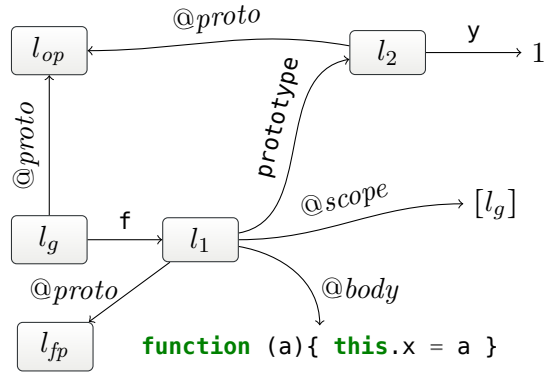 @proto
l_op
l_2
y
1
@proto
prototype
@scope
[l_g]
l_g
f
l_1
@proto
@body
l_fp
function (a){ this.x = a }